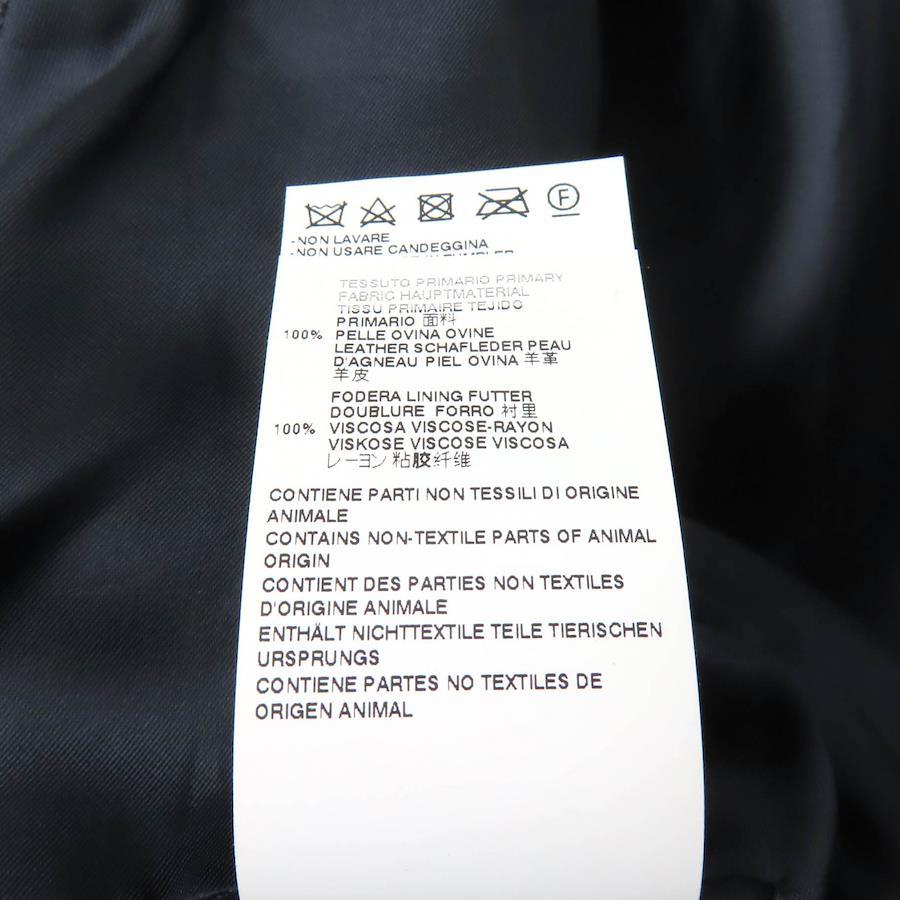 F
-NON LAVARE
-NON USARE CANDEGGINA
TESSUTO PRIMARIO PRIMARY
FABRIC HAUPTMATERIAL
TISSU PRIMAIRE TEJIDO
PRIMARIO 面料
100% PELLE OVINA OVINE
LEATHER SCHAFLEDER PEAU
D'AGNEAU PIEL OVINA 羊革
羊皮
FODERA LINING FUTTER
DOUBLURE FORRO 衬里
100% VISCOSA VISCOSE-RAYON
VISKOSE VISCOSE VISCOSA
レーヨン 粘胶纤维
CONTIENE PARTI NON TESSILI DI ORIGINE
ANIMALE
CONTAINS NON-TEXTILE PARTS OF ANIMAL
ORIGIN
CONTIENT DES PARTIES NON TEXTILES
D'ORIGINE ANIMALE
ENTHÄLT NICHTTEXTILE TEILE TIERISCHEN
URSPRUNGS
CONTIENE PARTES NO TEXTILES DE
ORIGEN ANIMAL